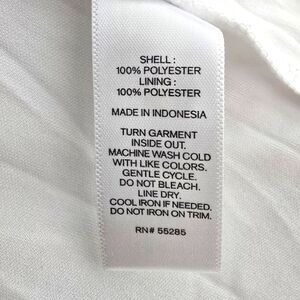 SHELL :
100% POLYESTER
LINING :
100% POLYESTER
MADE IN INDONESIA
TURN GARMENT
INSIDE OUT.
MACHINE WASH COLD
WITH LIKE COLORS.
GENTLE CYCLE.
DO NOT BLEACH.
LINE DRY.
COOL IRON IF NEEDED.
DO NOT IRON ON TRIM.
RN# 55285